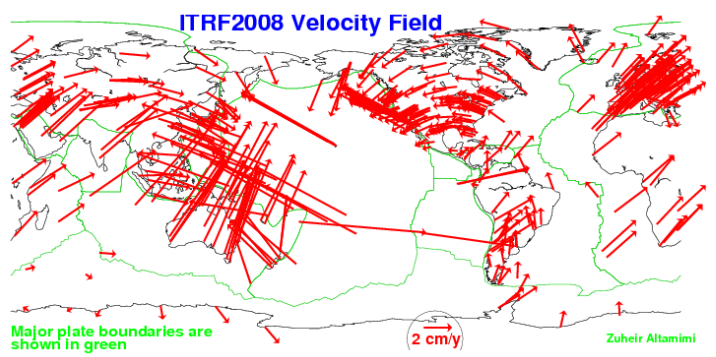 ITRF2008 Velocity Field
Major plate boundaries are
shown in green
2 cm/y
Zuheir Altamimi